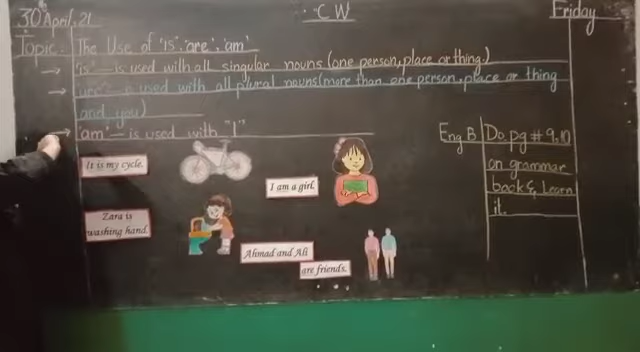 30 April, 21
C W
Friday
Topic: The Use of 'is', 'are', 'am'
→ 'is' – is used with all singular nouns (one person, place or thing.)
→ is used with all plural nouns (more than one person, place or thing
and you)
→ 'am' – is used with "I"
It is my cycle.
I am a girl.
Zara is
washing hand.
Ahmad and Ali
are friends.
Eng B
Do pg # 9,10
on grammar
book & Learn
it.